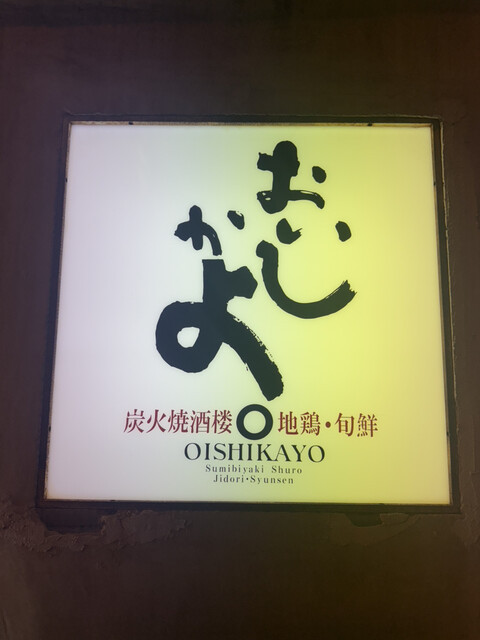 おいし
かよ
炭火焼酒楼○地鶏・旬鮮
OISHIKAYO
Sumibiyaki Shuro
Jidori・Syunsen